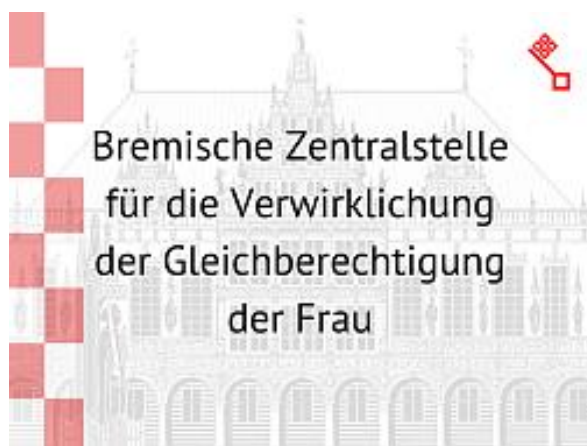 Bremische Zentralstelle
für die Verwirklichung
der Gleichberechtigung
der Frau